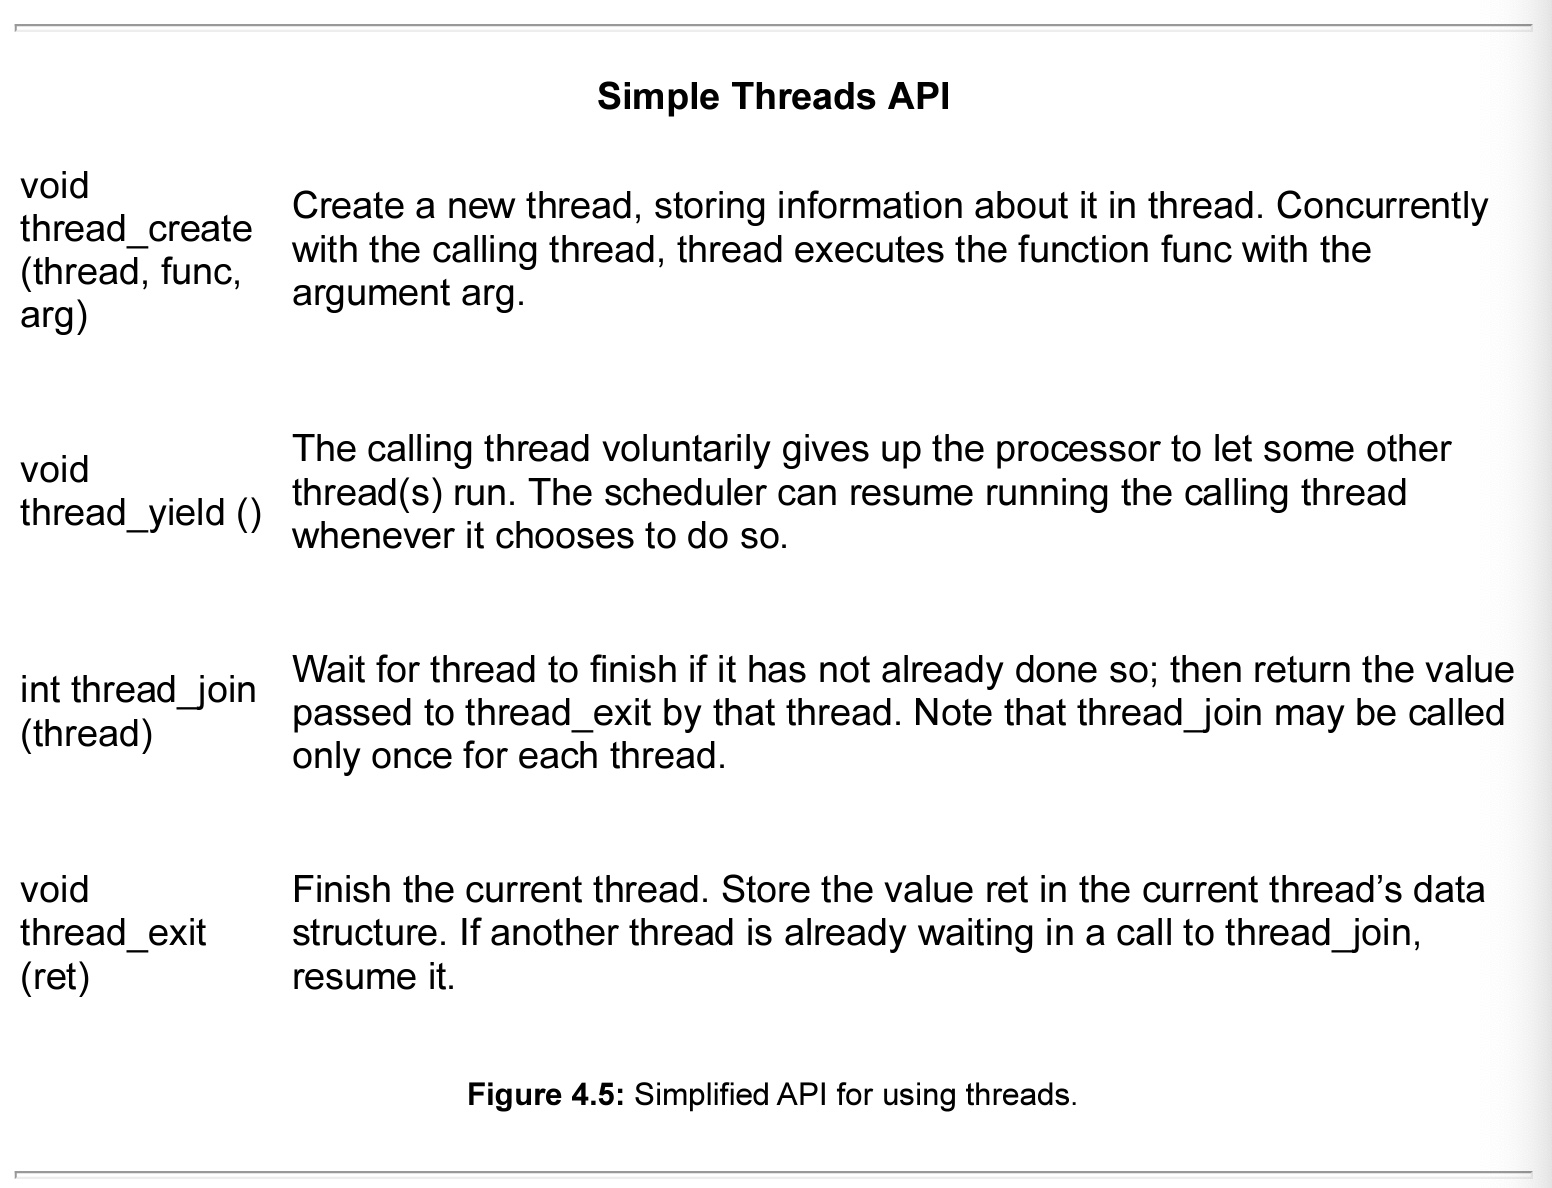 Simple Threads API
void
thread_create
(thread, func,
arg)
Create a new thread, storing information about it in thread. Concurrently
with the calling thread, thread executes the function func with the
argument arg.
void
thread_yield ()
The calling thread voluntarily gives up the processor to let some other
thread(s) run. The scheduler can resume running the calling thread
whenever it chooses to do so.
int thread_join
(thread)
Wait for thread to finish if it has not already done so; then return the value
passed to thread_exit by that thread. Note that thread_join may be called
only once for each thread.
void
thread_exit
(ret)
Finish the current thread. Store the value ret in the current thread’s data
structure. If another thread is already waiting in a call to thread_join,
resume it.
Figure 4.5: Simplified API for using threads.